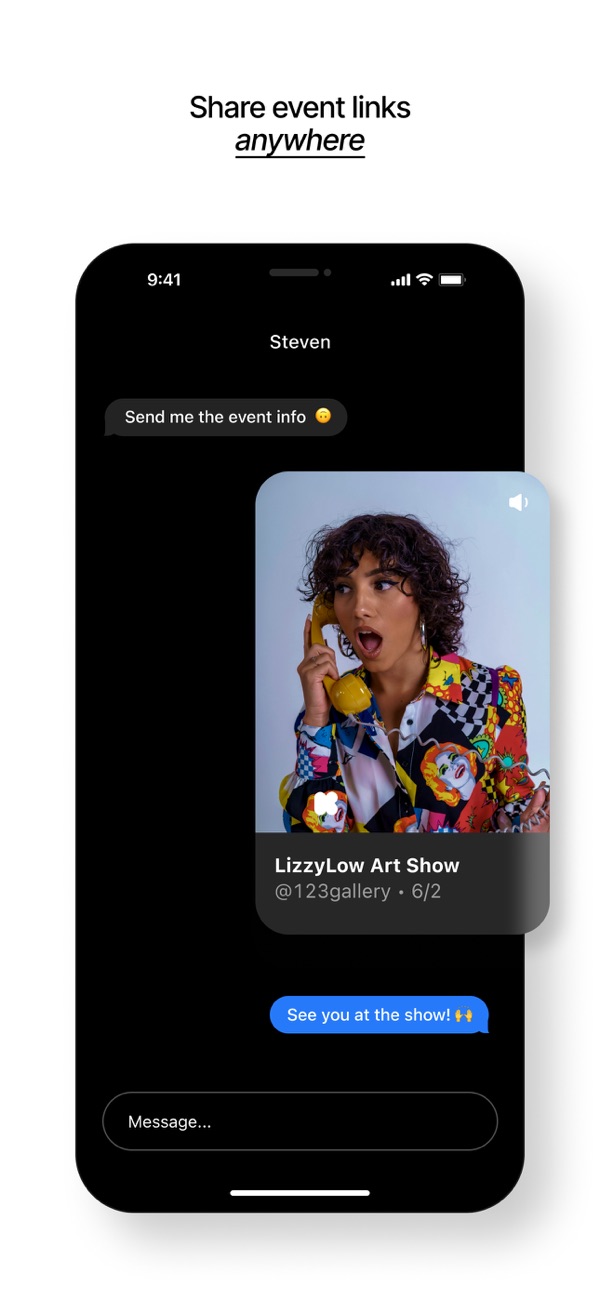 Share event links
anywhere
9:41
Steven
Send me the event info 🙃
LizzyLow Art Show
@123gallery • 6/2
See you at the show! 🙌
Message...